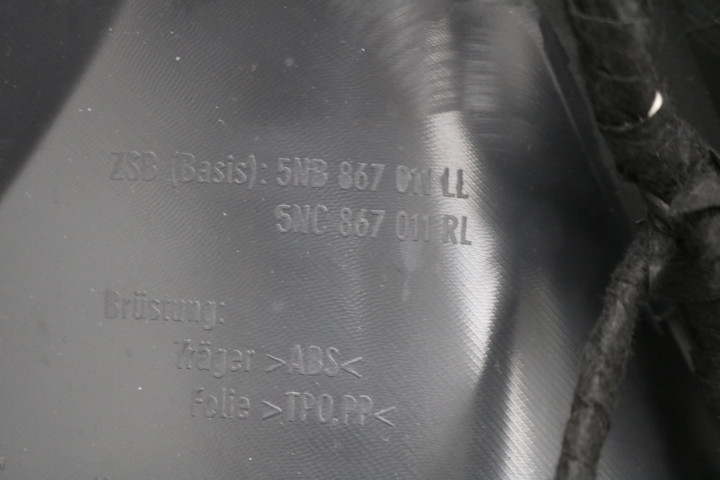 ZSB (Basis): 5NB 867 011 LL
5NC 867 011 RL
Brüstung:
Träger >ABS<
Folie >TPO.PP<